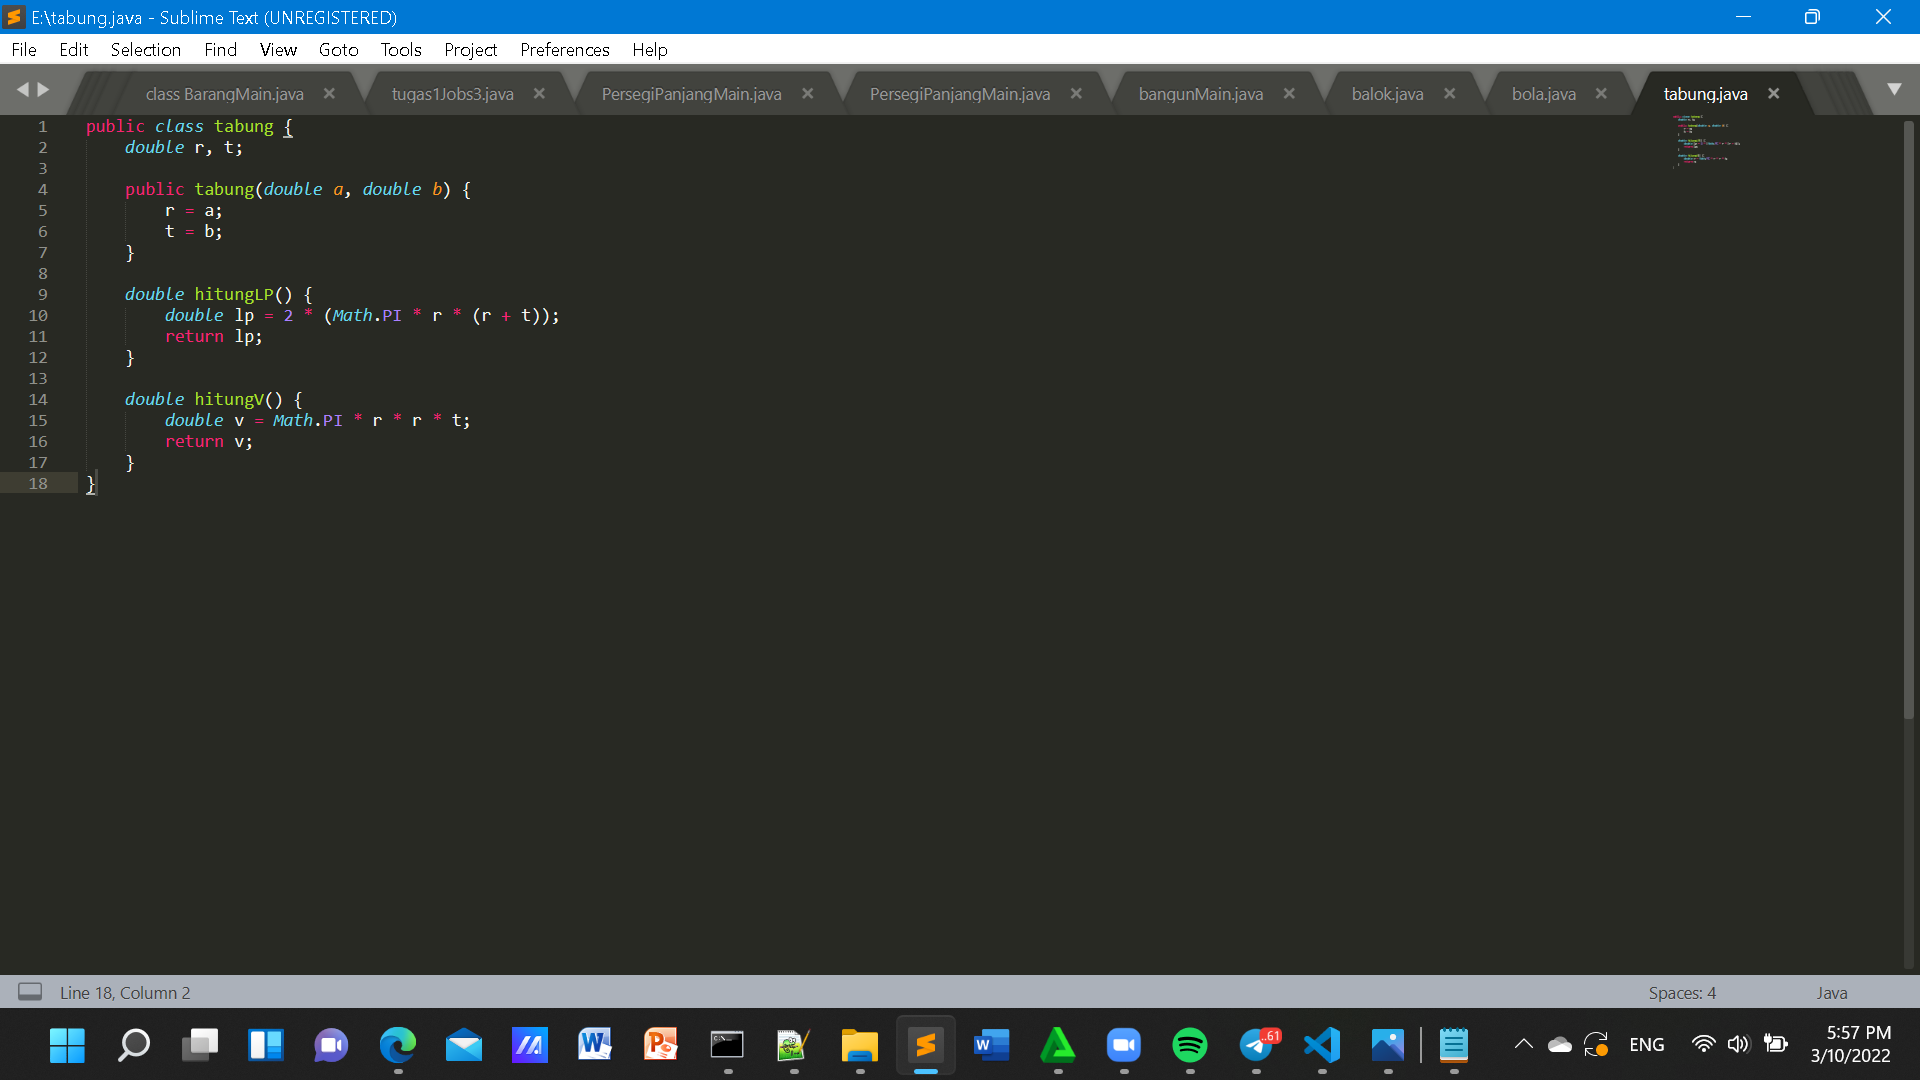 E:\tabung.java - Sublime Text (UNREGISTERED)
File Edit Selection Find View Goto Tools Project Preferences Help
class BarangMain.java tugas1Jobs3.java PersegiPanjangMain.java PersegiPanjangMain.java bangunMain.java balok.java bola.java tabung.java
1 public class tabung {
2     double r, t;
3
4     public tabung(double a, double b) {
5         r = a;
6         t = b;
7     }
8
9     double hitungLP() {
10         double lp = 2 * (Math.PI * r * (r + t));
11         return lp;
12     }
13
14     double hitungV() {
15         double v = Math.PI * r * r * t;
16         return v;
17     }
18 }
Line 18, Column 2 Spaces: 4 Java
..61
ENG
5:57 PM
3/10/2022